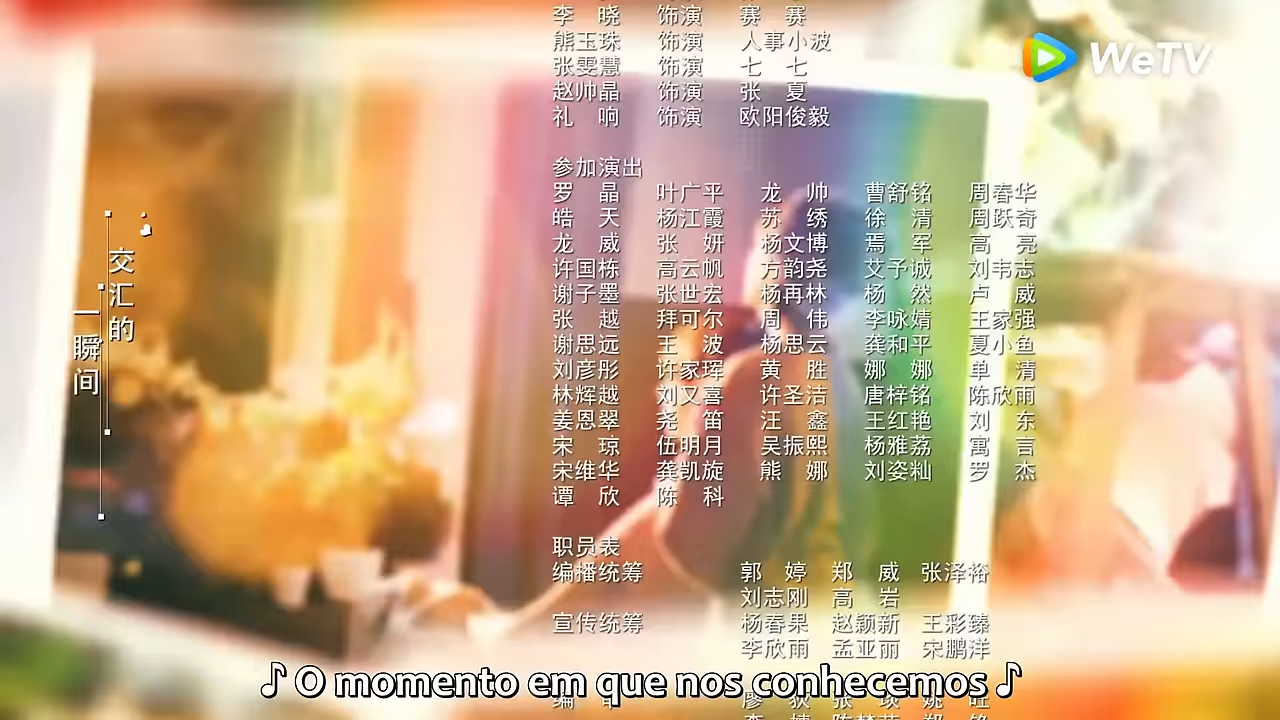 李 晓 饰演 赛 赛
熊玉珠 饰演 人事小波
张雯慧 饰演 七 七
赵帅晶 饰演 张 夏
礼 响 饰演 欧阳俊毅
WeTV
参加演出
罗 晶 叶广平 龙 帅 曹舒铭 周春华
皓 天 杨江霞 苏 绣 徐 清 周跃奇
龙 威 张 妍 杨文博 焉 军 高 亮
许国栋 高云帆 方韵尧 艾予诚 刘韦志
谢子墨 张世宏 杨再林 杨 然 卢 威
张 越 拜可尔 周 伟 李咏婧 王家强
谢思远 王 波 杨思云 龚和平 夏小鱼
刘彦彤 许家珲 黄 胜 娜 娜 单 清
林辉越 刘又喜 许圣洁 唐梓铭 陈欣雨
姜恩翠 尧 笛 汪 鑫 王红艳 刘 东
宋 琼 伍明月 吴振熙 杨雅荔 寓 言
宋维华 龚凯旋 熊 娜 刘姿籼 罗 杰
谭 欣 陈 科
交汇的
一瞬间
职员表
编播统筹 郭 婷 郑 威 张泽裕
刘志刚 高 岩
宣传统筹 杨春果 赵颖新 王彩臻
李欣雨 孟亚丽 宋鹏洋
♪ O momento em que nos conhecemos ♪